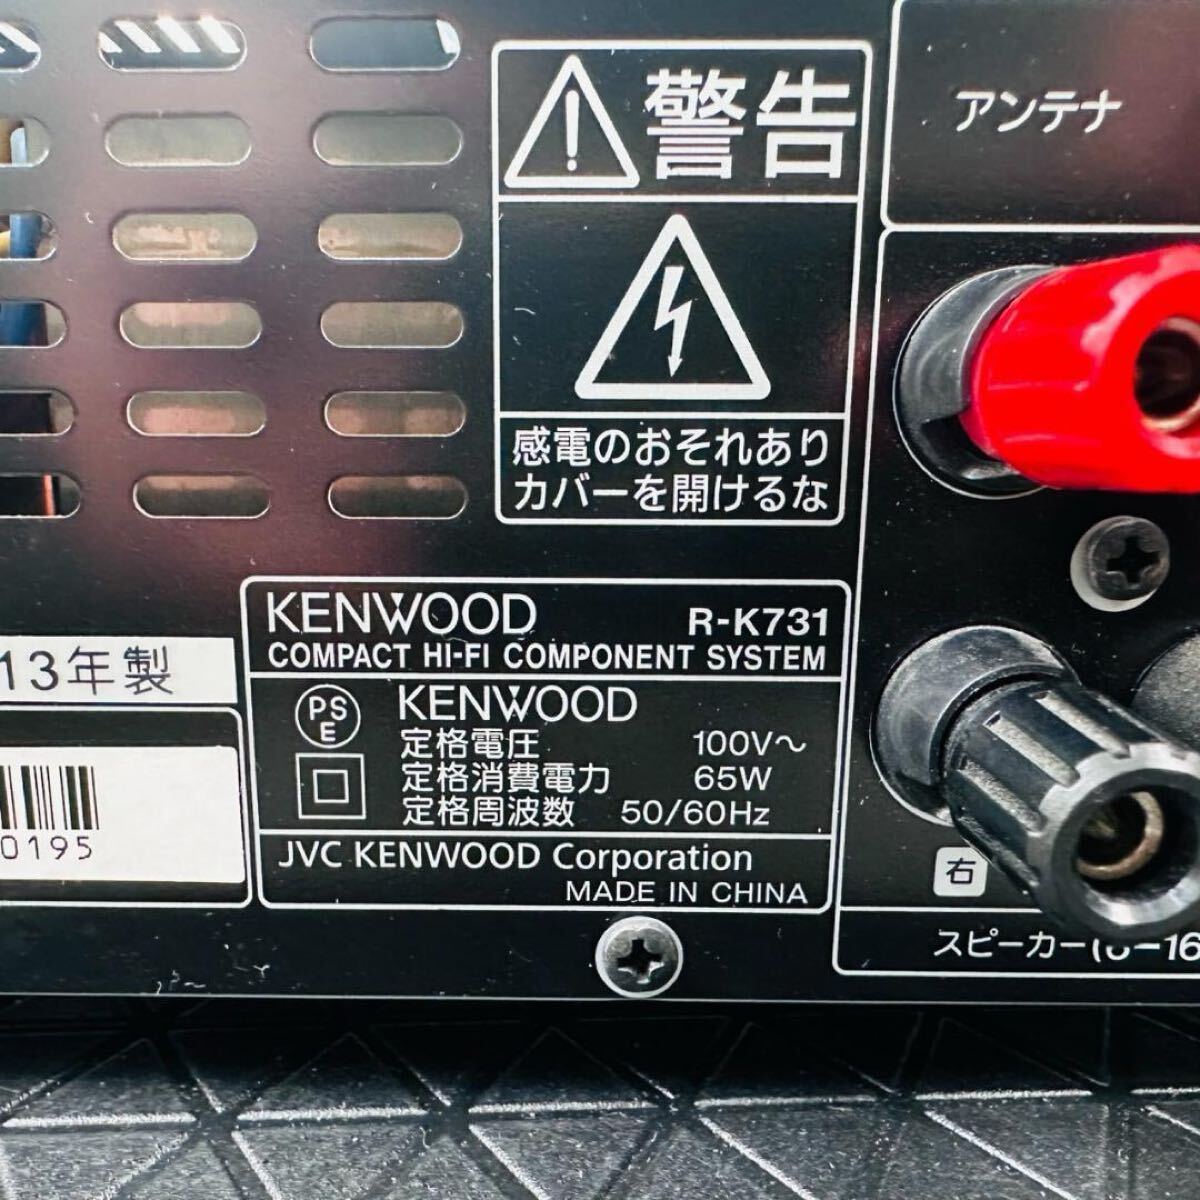 警告
感電のおそれあり
カバーを開けるな
アンテナ
KENWOOD R-K731
COMPACT HI-FI COMPONENT SYSTEM
PS
E
KENWOOD
定格電圧 100V～
定格消費電力 65W
定格周波数 50/60Hz
JVC KENWOOD Corporation
MADE IN CHINA
13年製
0195
右
スピーカー(6-16